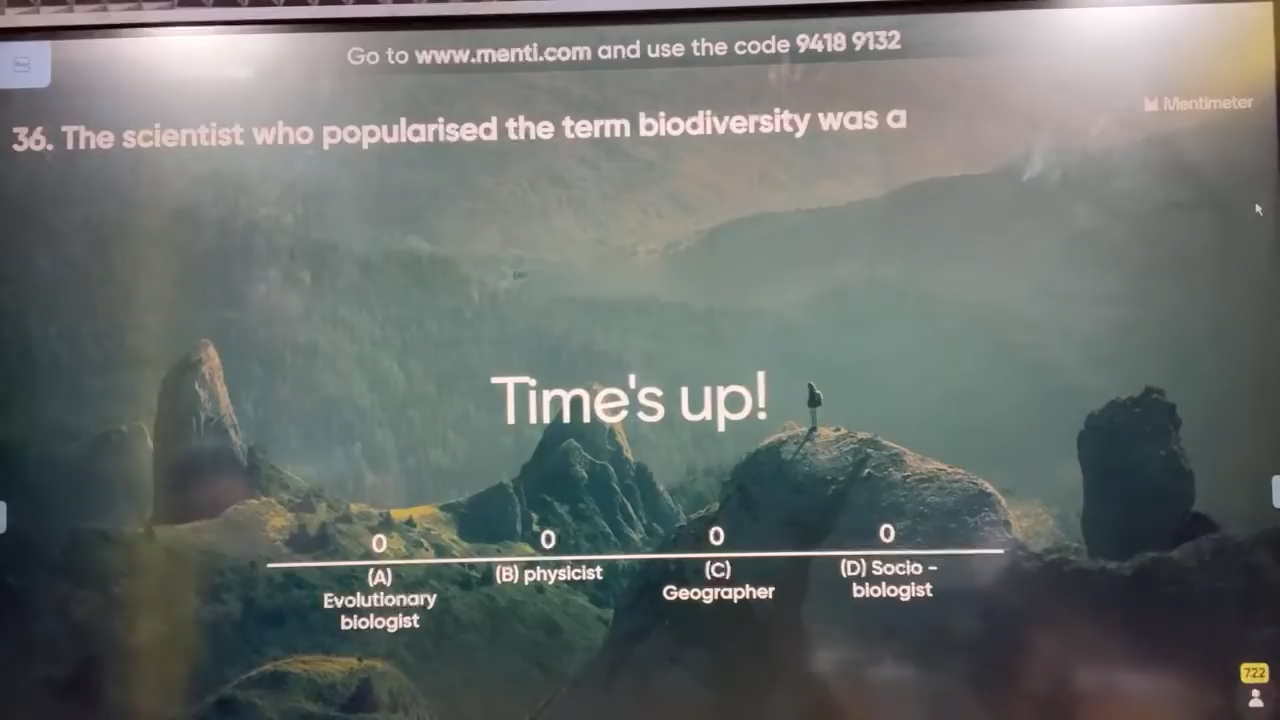 Go to www.menti.com and use the code 9418 9132
Mentimeter
36. The scientist who popularised the term biodiversity was a
Time's up!
0 0 0 0
(A) Evolutionary biologist
(B) physicist
(C) Geographer
(D) Socio - biologist
722